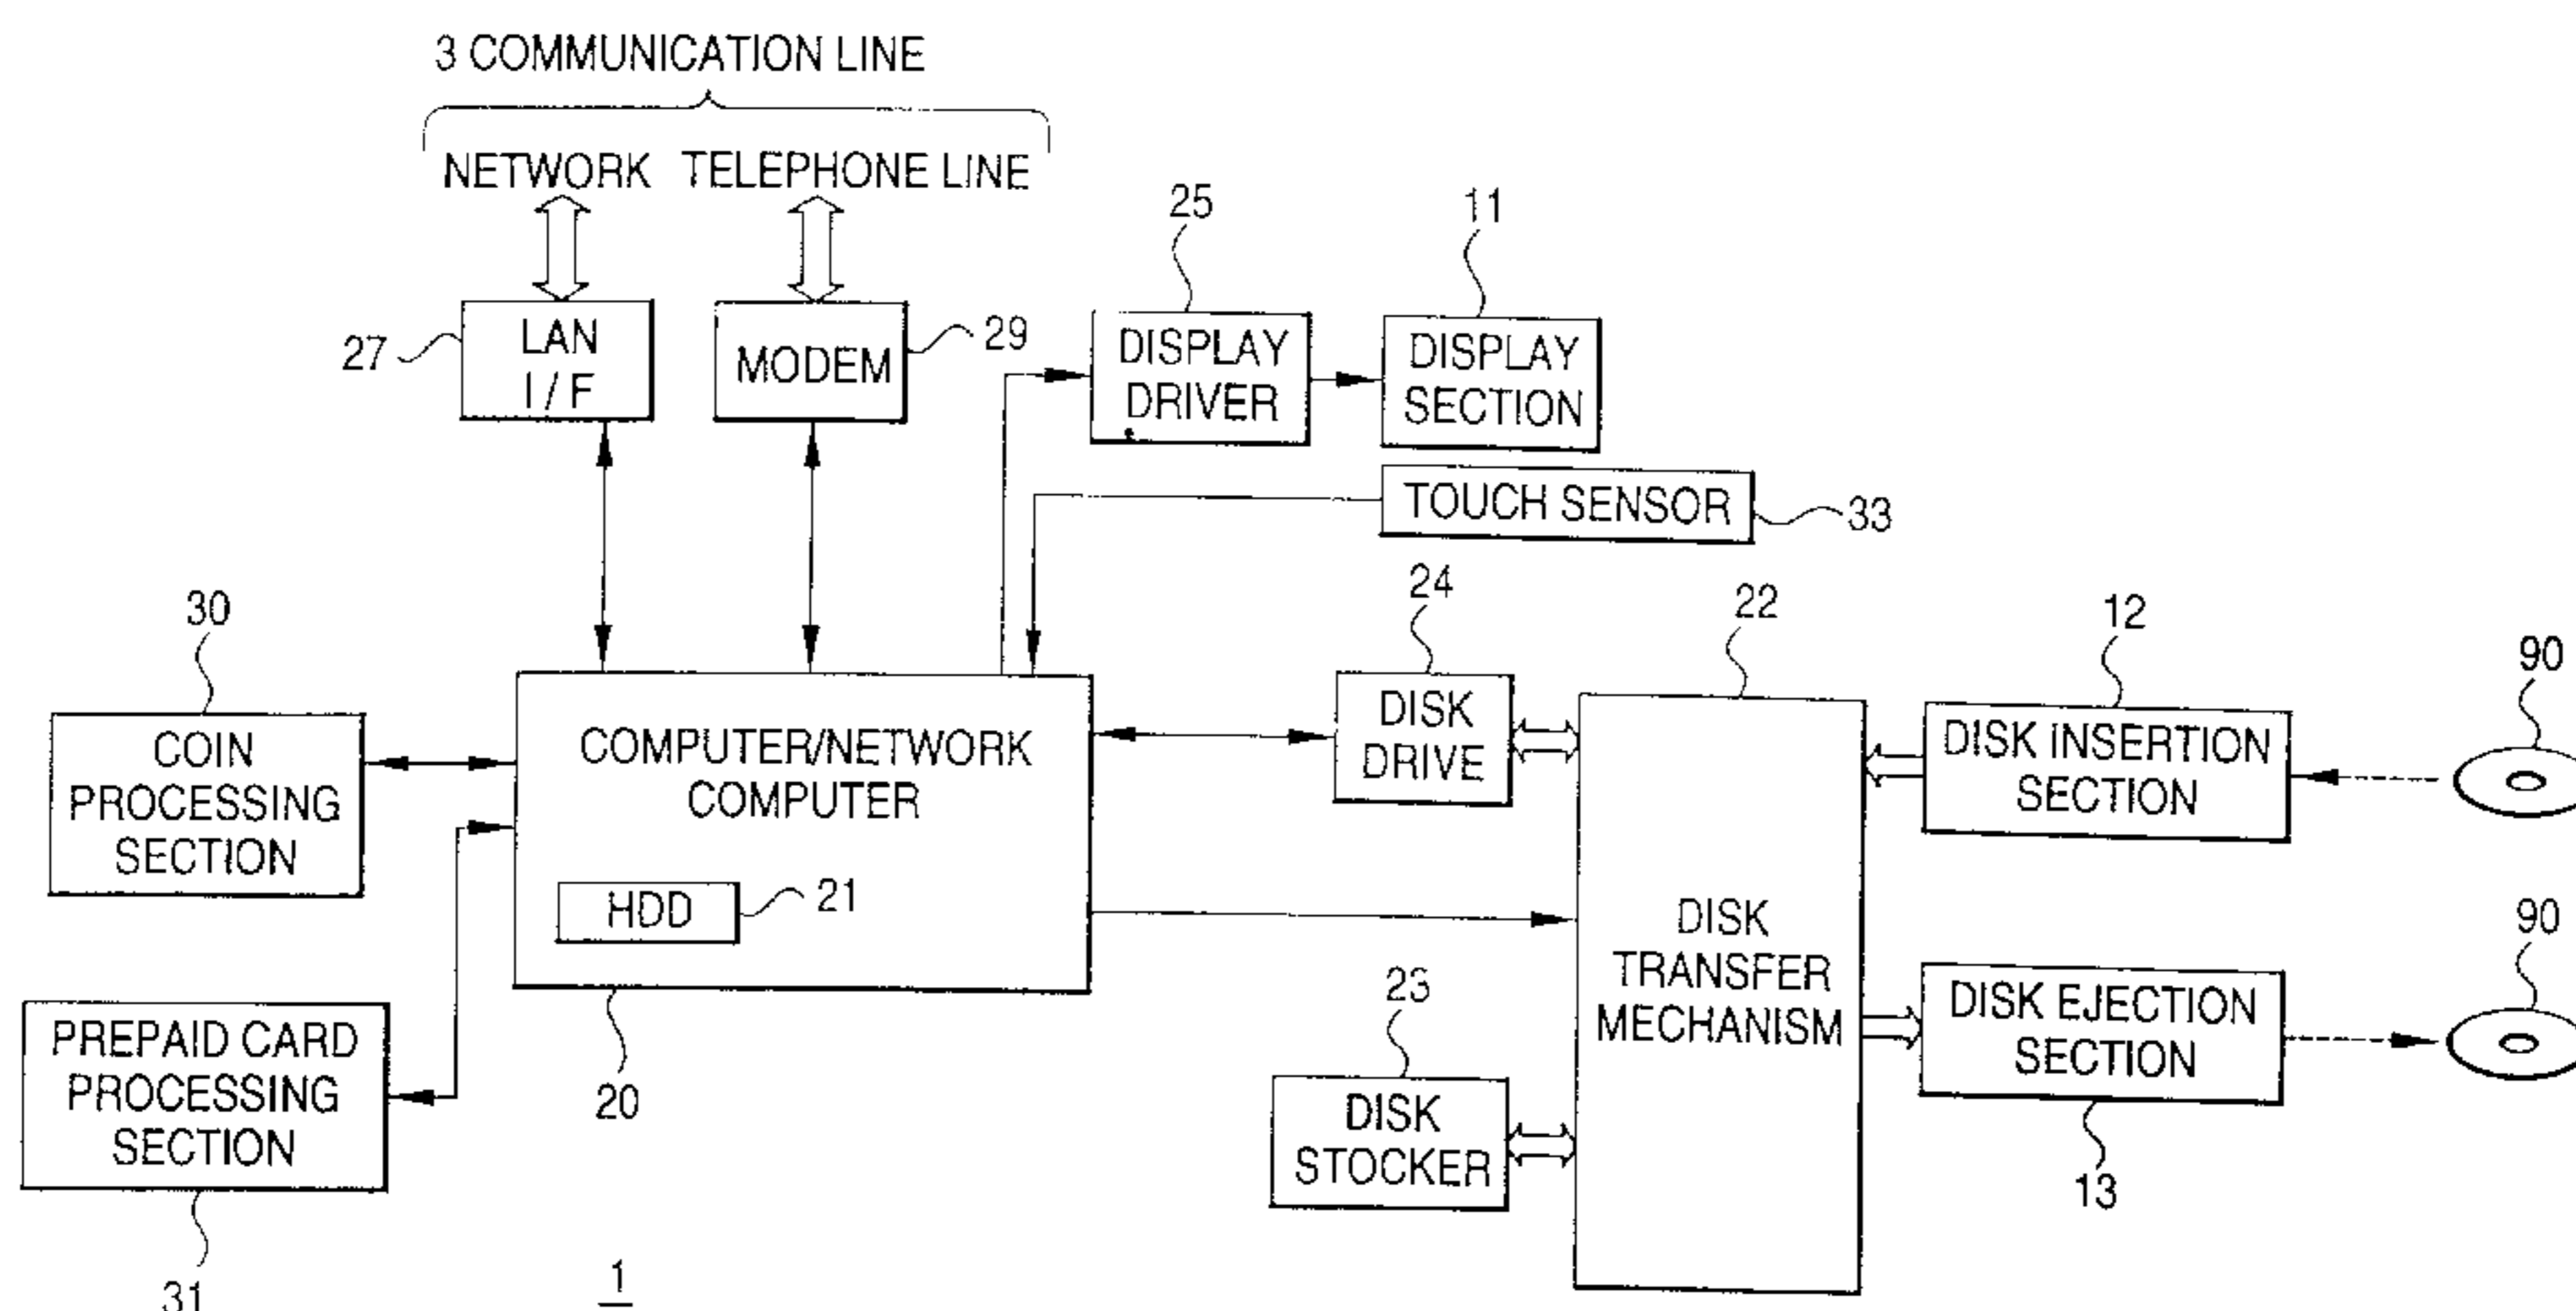 3 COMMUNICATION LINE
NETWORK
TELEPHONE LINE
25
11
27
LAN
I / F
MODEM
29
DISPLAY
DRIVER
DISPLAY
SECTION
TOUCH SENSOR
33
30
24
22
12
90
COIN
PROCESSING
SECTION
COMPUTER/NETWORK
COMPUTER
HDD
21
DISK
DRIVE
DISK INSERTION
SECTION
90
DISK
TRANSFER
MECHANISM
DISK EJECTION
SECTION
13
PREPAID CARD
PROCESSING
SECTION
20
23
DISK
STOCKER
31
1